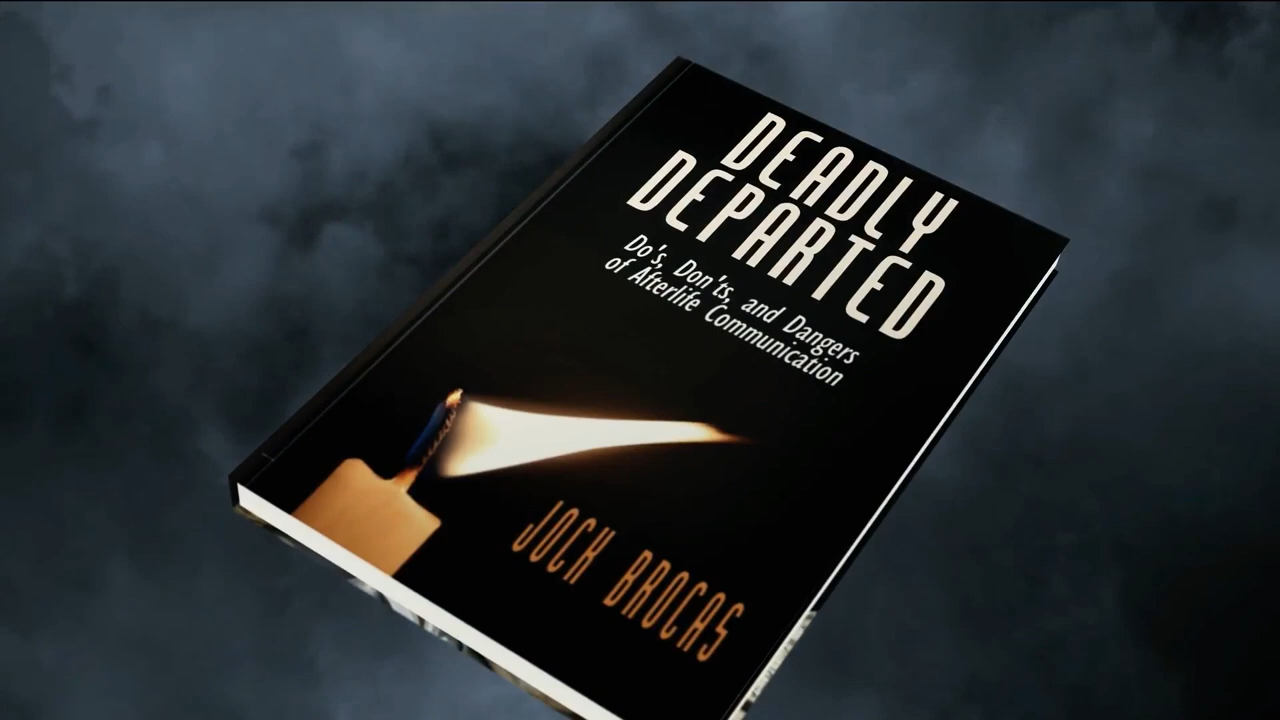 DEADLY
DEPARTED
Do's, Don'ts, and Dangers
of Afterlife Communication
JOCK BROCAS